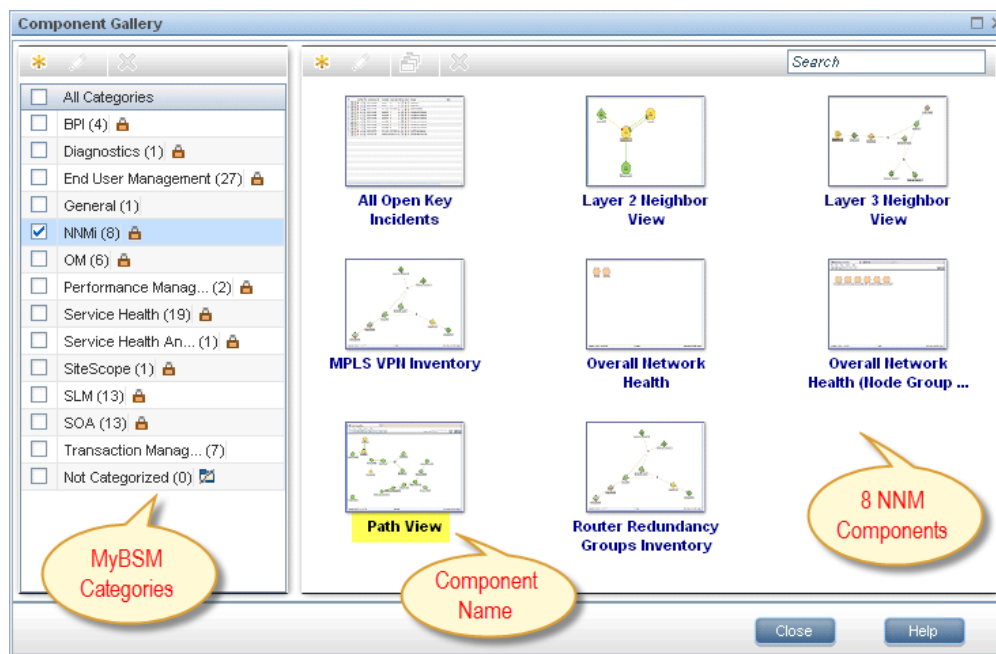 Component Gallery
Search
All Categories
BPI (4)
Diagnostics (1)
End User Management (27)
General (1)
NNMi (8)
OM (6)
Performance Manag... (2)
Service Health (19)
Service Health An... (1)
SiteScope (1)
SLM (13)
SOA (13)
Transaction Manag... (7)
Not Categorized (0)
MyBSM
Categories
All Open Key
Incidents
Layer 2 Neighbor
View
Layer 3 Neighbor
View
MPLS VPN Inventory
Overall Network
Health
Overall Network
Health (Node Group ...
Path View
Router Redundancy
Groups Inventory
Component
Name
8 NNM
Components
Close
Help